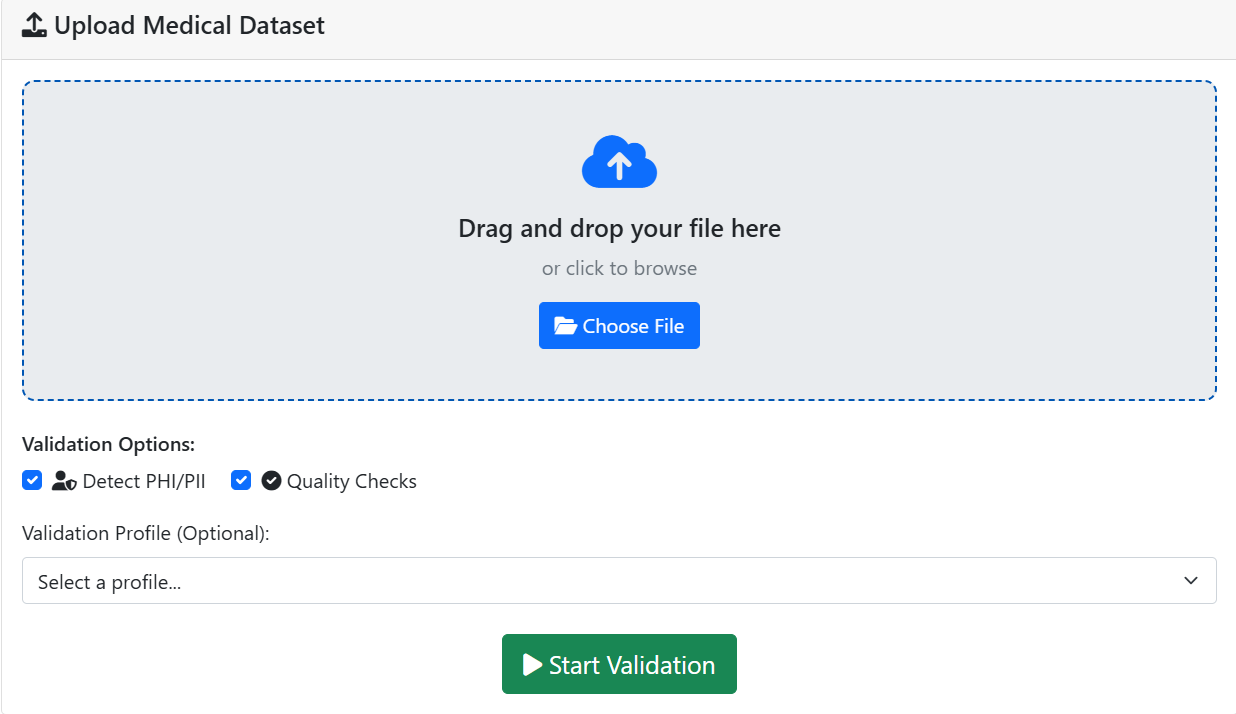 Upload Medical Dataset
Drag and drop your file here
or click to browse
Choose File
Validation Options:
Detect PHI/PII Quality Checks
Validation Profile (Optional):
Select a profile...
Start Validation